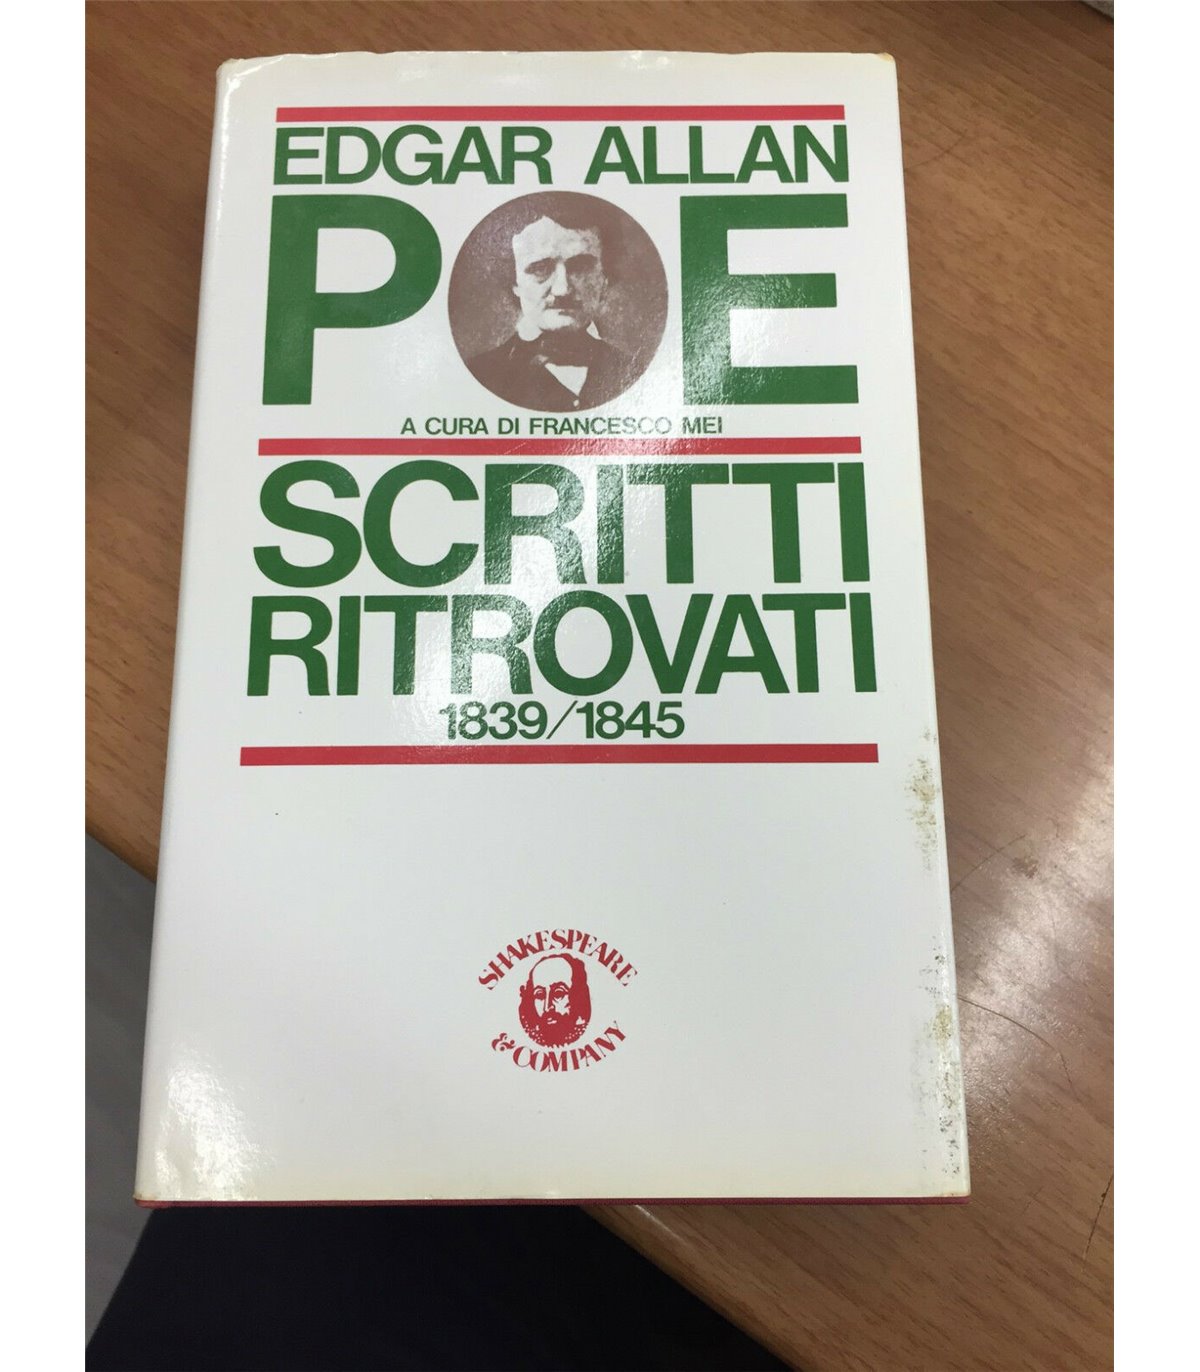 EDGAR ALLAN
POE
A CURA DI FRANCESCO MEI
SCRITTI
RITROVATI
1839/1845
SHAKESPEARE
& COMPANY